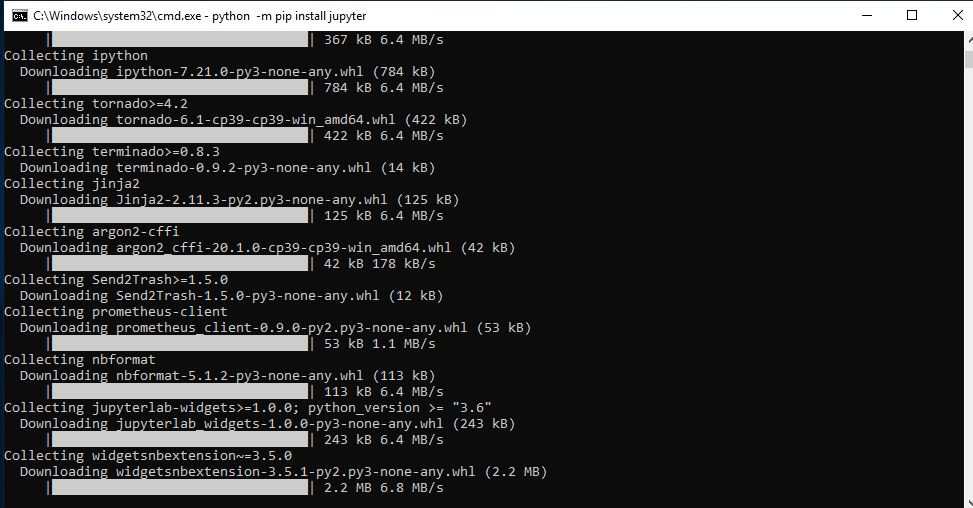 C:\Windows\system32\cmd.exe - python  -m pip install jupyter
     |████████████████████████████████| 367 kB 6.4 MB/s
Collecting ipython
  Downloading ipython-7.21.0-py3-none-any.whl (784 kB)
     |████████████████████████████████| 784 kB 6.4 MB/s
Collecting tornado>=4.2
  Downloading tornado-6.1-cp39-cp39-win_amd64.whl (422 kB)
     |████████████████████████████████| 422 kB 6.4 MB/s
Collecting terminado>=0.8.3
  Downloading terminado-0.9.2-py3-none-any.whl (14 kB)
Collecting jinja2
  Downloading Jinja2-2.11.3-py2.py3-none-any.whl (125 kB)
     |████████████████████████████████| 125 kB 6.4 MB/s
Collecting argon2-cffi
  Downloading argon2_cffi-20.1.0-cp39-cp39-win_amd64.whl (42 kB)
     |████████████████████████████████| 42 kB 178 kB/s
Collecting Send2Trash>=1.5.0
  Downloading Send2Trash-1.5.0-py3-none-any.whl (12 kB)
Collecting prometheus-client
  Downloading prometheus_client-0.9.0-py2.py3-none-any.whl (53 kB)
     |████████████████████████████████| 53 kB 1.1 MB/s
Collecting nbformat
  Downloading nbformat-5.1.2-py3-none-any.whl (113 kB)
     |████████████████████████████████| 113 kB 6.4 MB/s
Collecting jupyterlab-widgets>=1.0.0; python_version >= "3.6"
  Downloading jupyterlab_widgets-1.0.0-py3-none-any.whl (243 kB)
     |████████████████████████████████| 243 kB 6.4 MB/s
Collecting widgetsnbextension~=3.5.0
  Downloading widgetsnbextension-3.5.1-py2.py3-none-any.whl (2.2 MB)
     |████████████████████████████████| 2.2 MB 6.8 MB/s